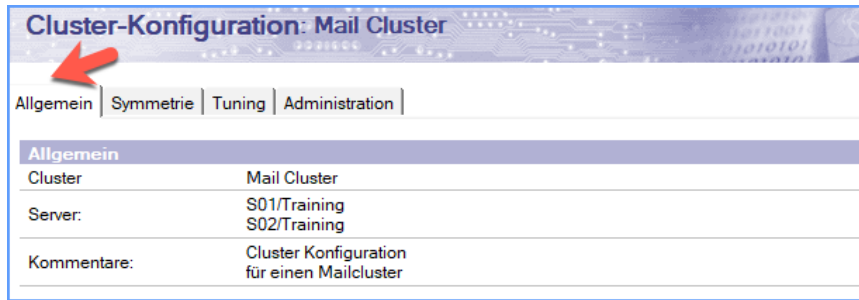 Cluster-Konfiguration: Mail Cluster
Allgemein Symmetrie Tuning Administration
Allgemein
Cluster Mail Cluster
Server: S01/Training
S02/Training
Kommentare: Cluster Konfiguration
für einen Mailcluster